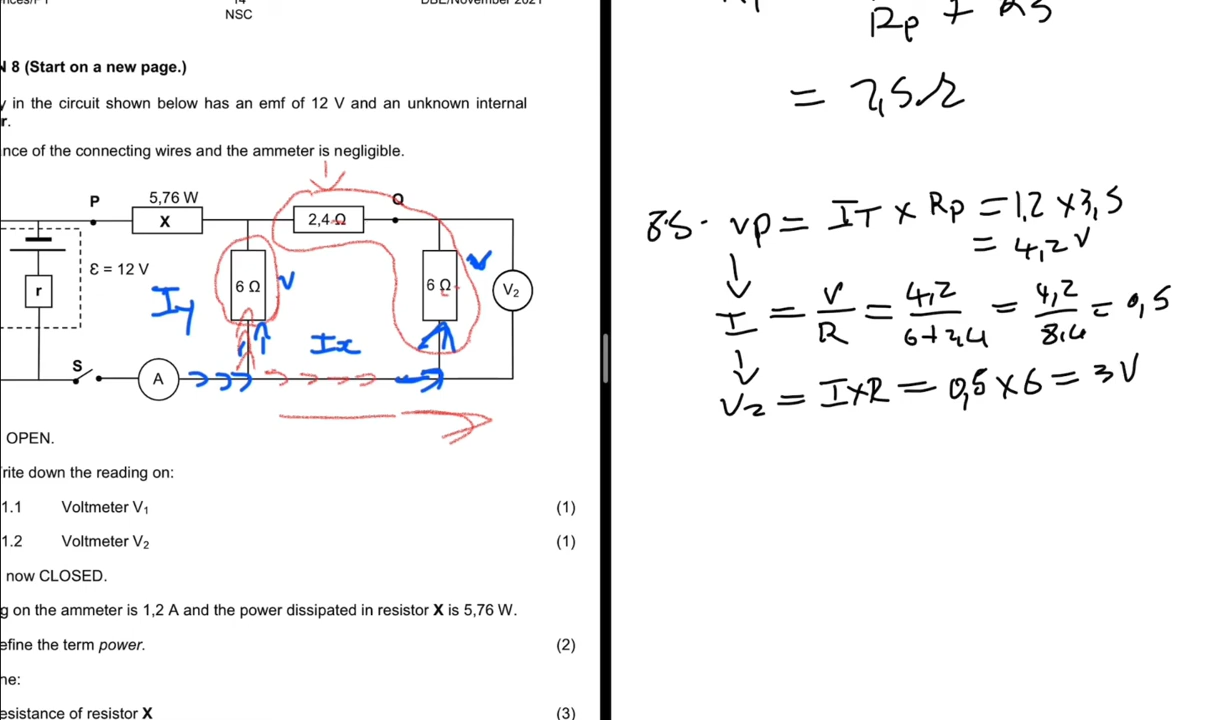 14
NSC
N 8 (Start on a new page.)
y in the circuit shown below has an emf of 12 V and an unknown internal
r.
nce of the connecting wires and the ammeter is negligible.
P
5,76 W
X
2,4 Ω
Q
Ɛ = 12 V
r
6 Ω
V
6 Ω
V
V₂
Iy
Ix
S
A
OPEN.
rite down the reading on:
1.1 Voltmeter V₁ (1)
1.2 Voltmeter V₂ (1)
now CLOSED.
g on the ammeter is 1,2 A and the power dissipated in resistor X is 5,76 W.
efine the term power. (2)
ne:
esistance of resistor X (3)
Rp + RS
8.5. Vp = IT x Rp = 1,2 x 3,5
= 4,2 V
I = V/R = 4,2/6+2,4 = 4,2/8,4 = 0,5
V2 = I x R = 0,5 x 6 = 3 V